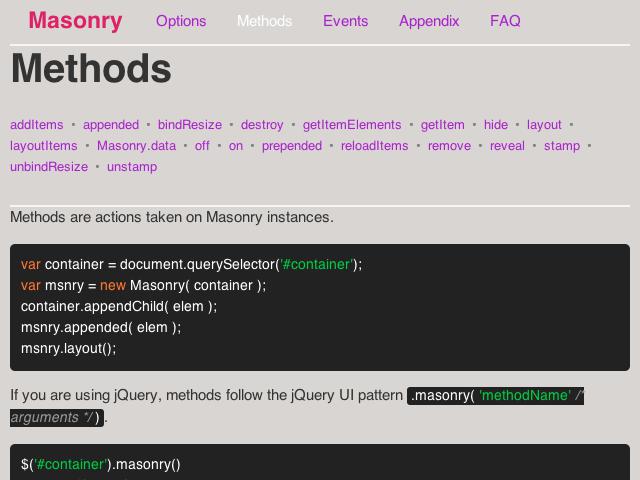 Masonry Options Methods Events Appendix FAQ
Methods
addItems • appended • bindResize • destroy • getItemElements • getItem • hide • layout •
layoutItems • Masonry.data • off • on • prepended • reloadItems • remove • reveal • stamp •
unbindResize • unstamp
Methods are actions taken on Masonry instances.
var container = document.querySelector('#container');
var msnry = new Masonry( container );
container.appendChild( elem );
msnry.appended( elem );
msnry.layout();
If you are using jQuery, methods follow the jQuery UI pattern .masonry( 'methodName' /*
arguments */ ) .
$('#container').masonry()